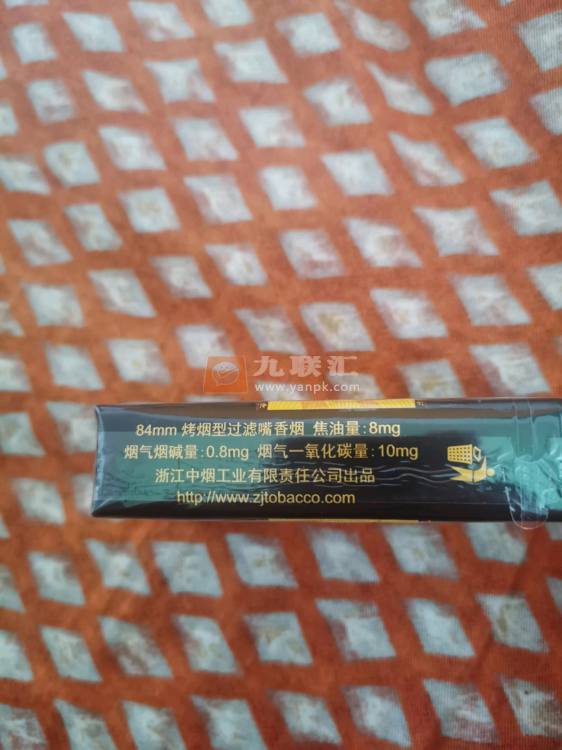 九联汇
www.yanpk.com
84mm 烤烟型过滤嘴香烟 焦油量:8mg
烟气烟碱量:0.8mg 烟气一氧化碳量:10mg
浙江中烟工业有限责任公司出品
http://www.zjtobacco.com